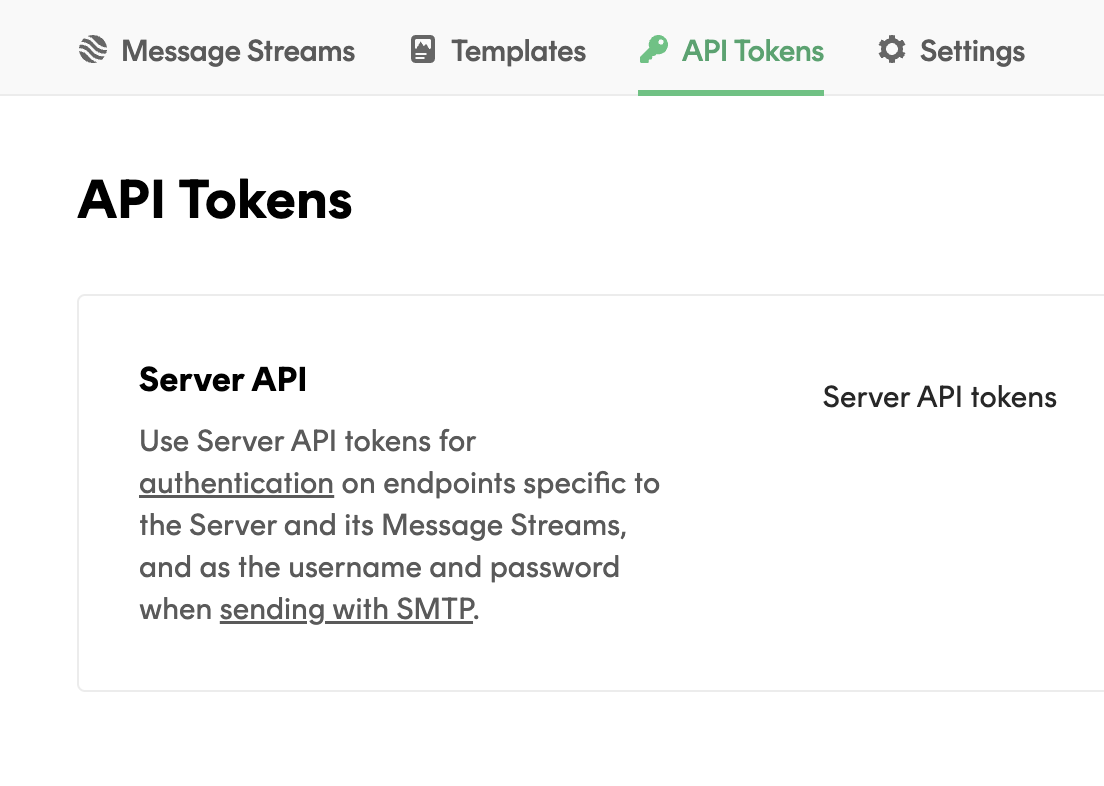 Message Streams
Templates
API Tokens
Settings
API Tokens
Server API
Use Server API tokens for
authentication on endpoints specific to
the Server and its Message Streams,
and as the username and password
when sending with SMTP.
Server API tokens